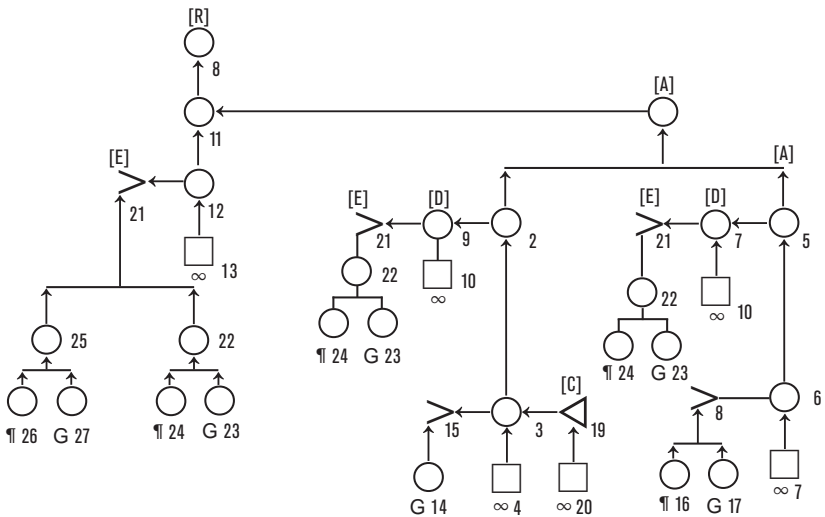 [R]
8
[A]
11
[E]
[A]
12
21
[E] [D]
[E] [D]
21 9 2
21 7 5
∞ 13
22 10
∞
22 10
∞
25 22
¶ 24 G 23
¶ 24 G 23
[C]
6
8
¶ 26 G 27
¶ 24 G 23
15 3 19
G 14 ∞ 4 ∞ 20
¶ 16 G 17 ∞ 7